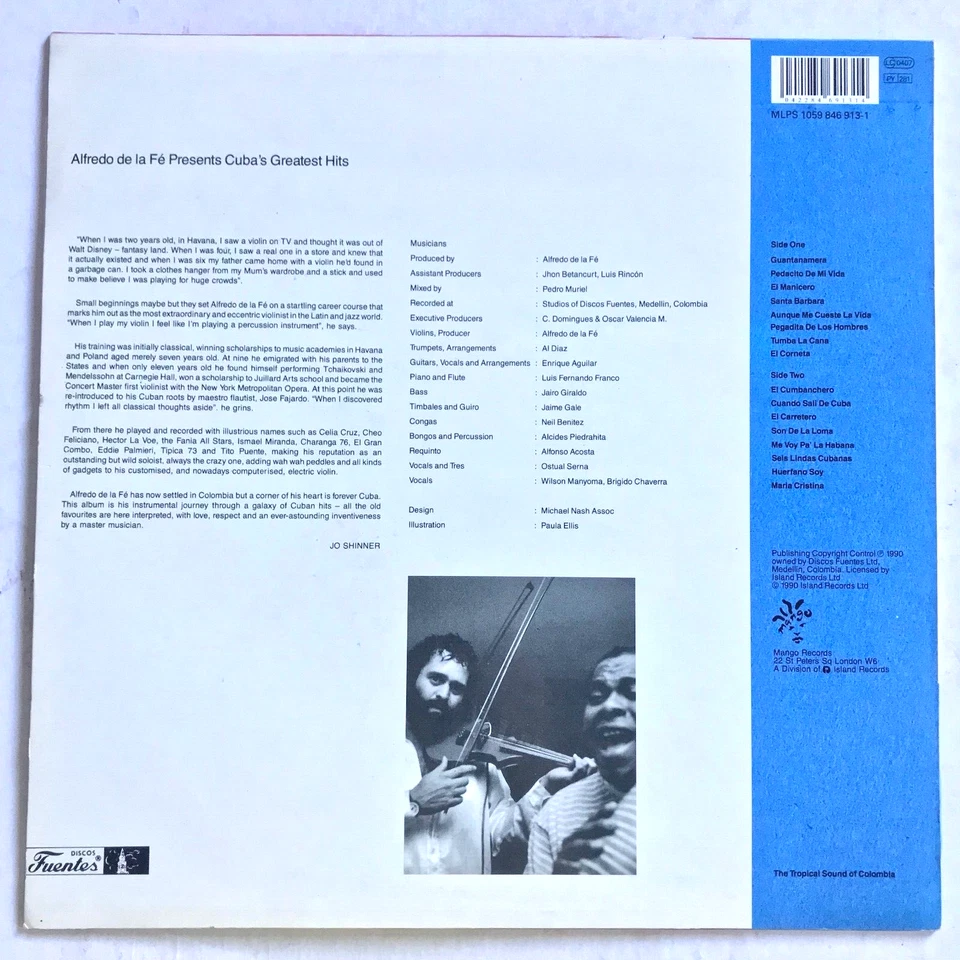 Alfredo de la Fé Presents Cuba's Greatest Hits
"When I was two years old, in Havana, I saw a violin on TV and thought it was out of
Walt Disney – fantasy land. When I was four, I saw a real one in a store and knew that
it actually existed and when I was six my father came home with a violin he'd found in
a garbage can. I took a clothes hanger from my Mum's wardrobe and a stick and used
to make believe I was playing for huge crowds".
Small beginnings maybe but they set Alfredo de la Fé on a startling career course that
marks him out as the most extraordinary and eccentric violinist in the Latin and jazz world.
"When I play my violin I feel like I'm playing a percussion instrument", he says.
His training was initially classical, winning scholarships to music academies in Havana
and Poland aged merely seven years old. At nine he emigrated with his parents to the
States and when only eleven years old he found himself performing Tchaikovski and
Mendelssohn at Carnegie Hall, won a scholarship to Juillard Arts school and became the
Concert Master first violinist with the New York Metropolitan Opera. At this point he was
re-introduced to his Cuban roots by maestro flautist, Jose Fajardo. "When I discovered
rhythm I left all classical thoughts aside". he grins.
From there he played and recorded with illustrious names such as Celia Cruz, Cheo
Feliciano, Hector La Voe, the Fania All Stars, Ismael Miranda, Charanga 76, El Gran
Combo, Eddie Palmieri, Tipica 73 and Tito Puente, making his reputation as an
outstanding but wild soloist, always the crazy one, adding wah wah peddles and all kinds
of gadgets to his customised, and nowadays computerised, electric violin.
Alfredo de la Fé has now settled in Colombia but a corner of his heart is forever Cuba.
This album is his instrumental journey through a galaxy of Cuban hits – all the old
favourites are here interpreted, with love, respect and an ever-astounding inventiveness
by a master musician.
JO SHINNER
Musicians
Produced by : Alfredo de la Fé
Assistant Producers : Jhon Betancurt, Luis Rincón
Mixed by : Pedro Muriel
Recorded at : Studios of Discos Fuentes, Medellin, Colombia
Executive Producers : C. Domingues & Oscar Valencia M.
Violins, Producer : Alfredo de la Fé
Trumpets, Arrangements : Al Diaz
Guitars, Vocals and Arrangements : Enrique Aguilar
Piano and Flute : Luis Fernando Franco
Bass : Jairo Giraldo
Timbales and Guiro : Jaime Gale
Congas : Neil Benitez
Bongos and Percussion : Alcides Piedrahita
Requinto : Alfonso Acosta
Vocals and Tres : Ostual Serna
Vocals : Wilson Manyoma, Brigido Chaverra
Design : Michael Nash Assoc
Illustration : Paula Ellis
DISCOS
Fuentes®
LC 0407
PY 281
MLPS 1059 846 913-1
Side One
Guantanamera
Pedacito De Mi Vida
El Manicero
Santa Barbara
Aunque Me Cueste La Vida
Pegadita De Los Hombres
Tumba La Cana
El Corneta
Side Two
El Cumbanchero
Cuando Salí De Cuba
El Carretero
Son De La Loma
Me Voy Pa' La Habana
Seis Lindas Cubanas
Huerfano Soy
Maria Cristina
Publishing Copyright Control ℗ 1990
owned by Discos Fuentes Ltd,
Medellin, Colombia. Licensed by
Island Records Ltd
© 1990 Island Records Ltd
mango
Mango Records
22 St Peters Sq London W6
A Division of Island Records
The Tropical Sound of Colombia